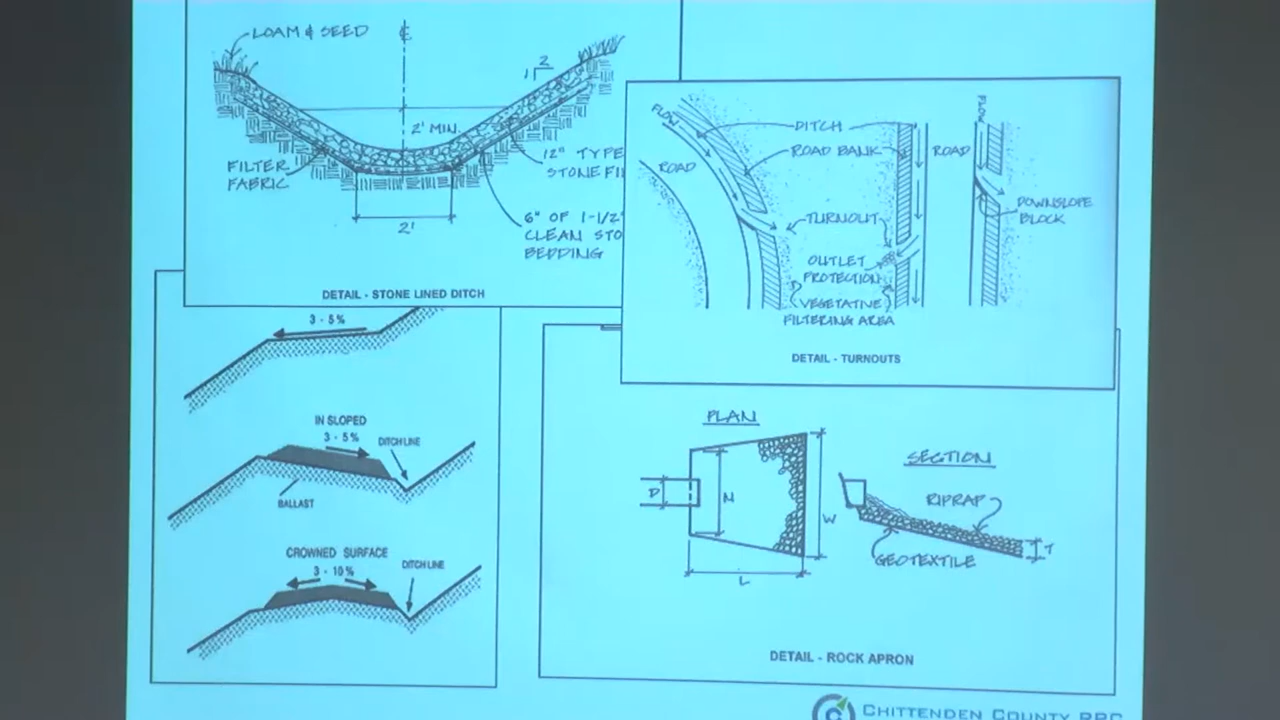 LOAM & SEED
℄
2
1
2' MIN.
FILTER
FABRIC
12" TYPE
STONE
6" OF 1-1/2"
CLEAN
BEDDING
2'
DETAIL - STONE LINED DITCH
FLOW
DITCH
ROAD BANK
ROAD
ROAD
FLOW
TURNOUT
DOWNSLOPE
BLOCK
OUTLET
PROTECTION
VEGETATIVE
FILTERING AREA
DETAIL - TURNOUTS
3 - 5%
IN SLOPED
3 - 5%
DITCH LINE
BALLAST
CROWNED SURFACE
3 - 10%
DITCH LINE
PLAN
D
N
W
L
SECTION
RIPRAP
GEOTEXTILE
T
DETAIL - ROCK APRON
C CHITTENDEN COUNTY RPC